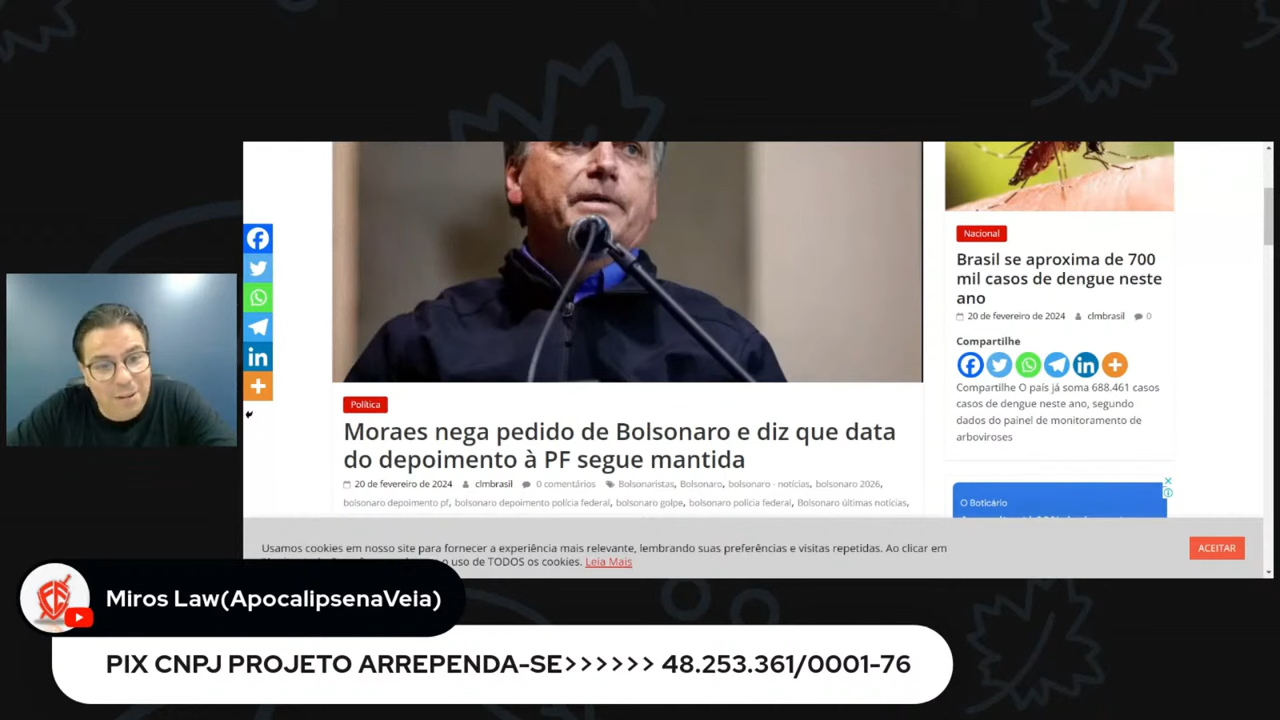 Política
Moraes nega pedido de Bolsonaro e diz que data
do depoimento à PF segue mantida
20 de fevereiro de 2024 clmbrasil 0 comentários Bolsonaristas, Bolsonaro, bolsonaro - notícias, bolsonaro 2026,
bolsonaro depoimento pf, bolsonaro depoimento polícia federal, bolsonaro golpe, bolsonaro polícia federal, Bolsonaro últimas notícias,
Nacional
Brasil se aproxima de 700
mil casos de dengue neste
ano
20 de fevereiro de 2024 clmbrasil 0
Compartilhe
Compartilhe O país já soma 688.461 casos
casos de dengue neste ano, segundo
dados do painel de monitoramento de
arboviroses
O Boticário
Usamos cookies em nosso site para fornecer a experiência mais relevante, lembrando suas preferências e visitas repetidas. Ao clicar em
o uso de TODOS os cookies. Leia Mais
ACEITAR
Miros Law(ApocalipsenaVeia)
PIX CNPJ PROJETO ARREPENDA-SE>>>>>> 48.253.361/0001-76